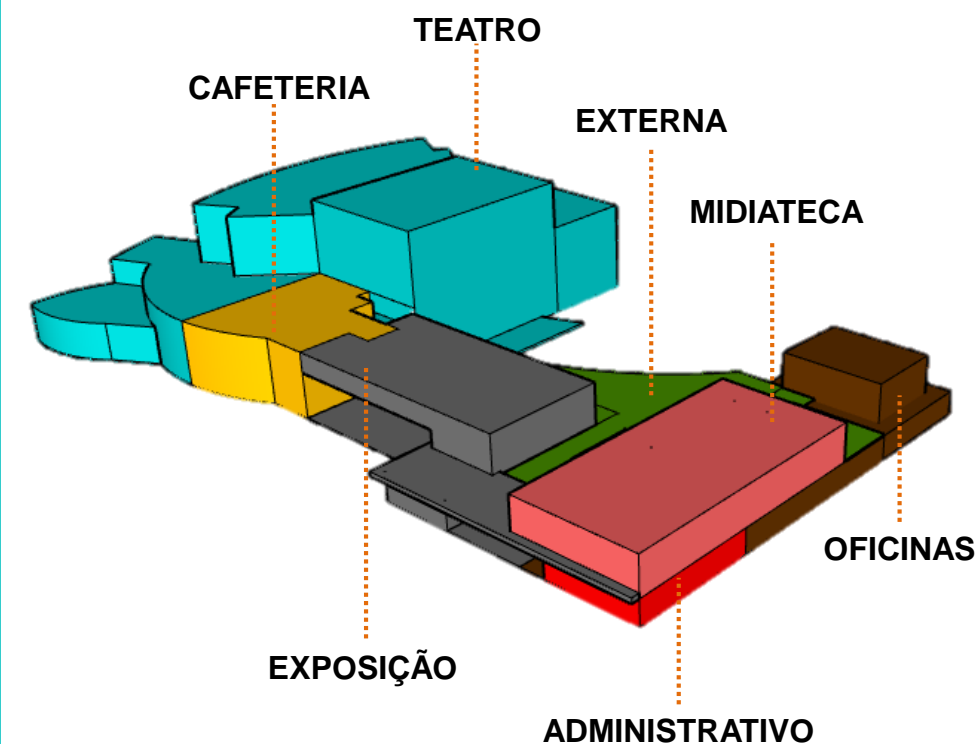 TEATRO
CAFETERIA
EXTERNA
MIDIATECA
OFICINAS
EXPOSIÇÃO
ADMINISTRATIVO